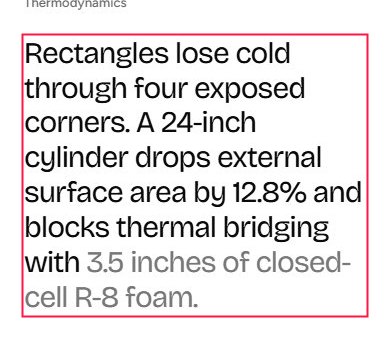 Thermodynamics
Rectangles lose cold
through four exposed
corners. A 24-inch
cylinder drops external
surface area by 12.8% and
blocks thermal bridging
with 3.5 inches of closed-
cell R-8 foam.